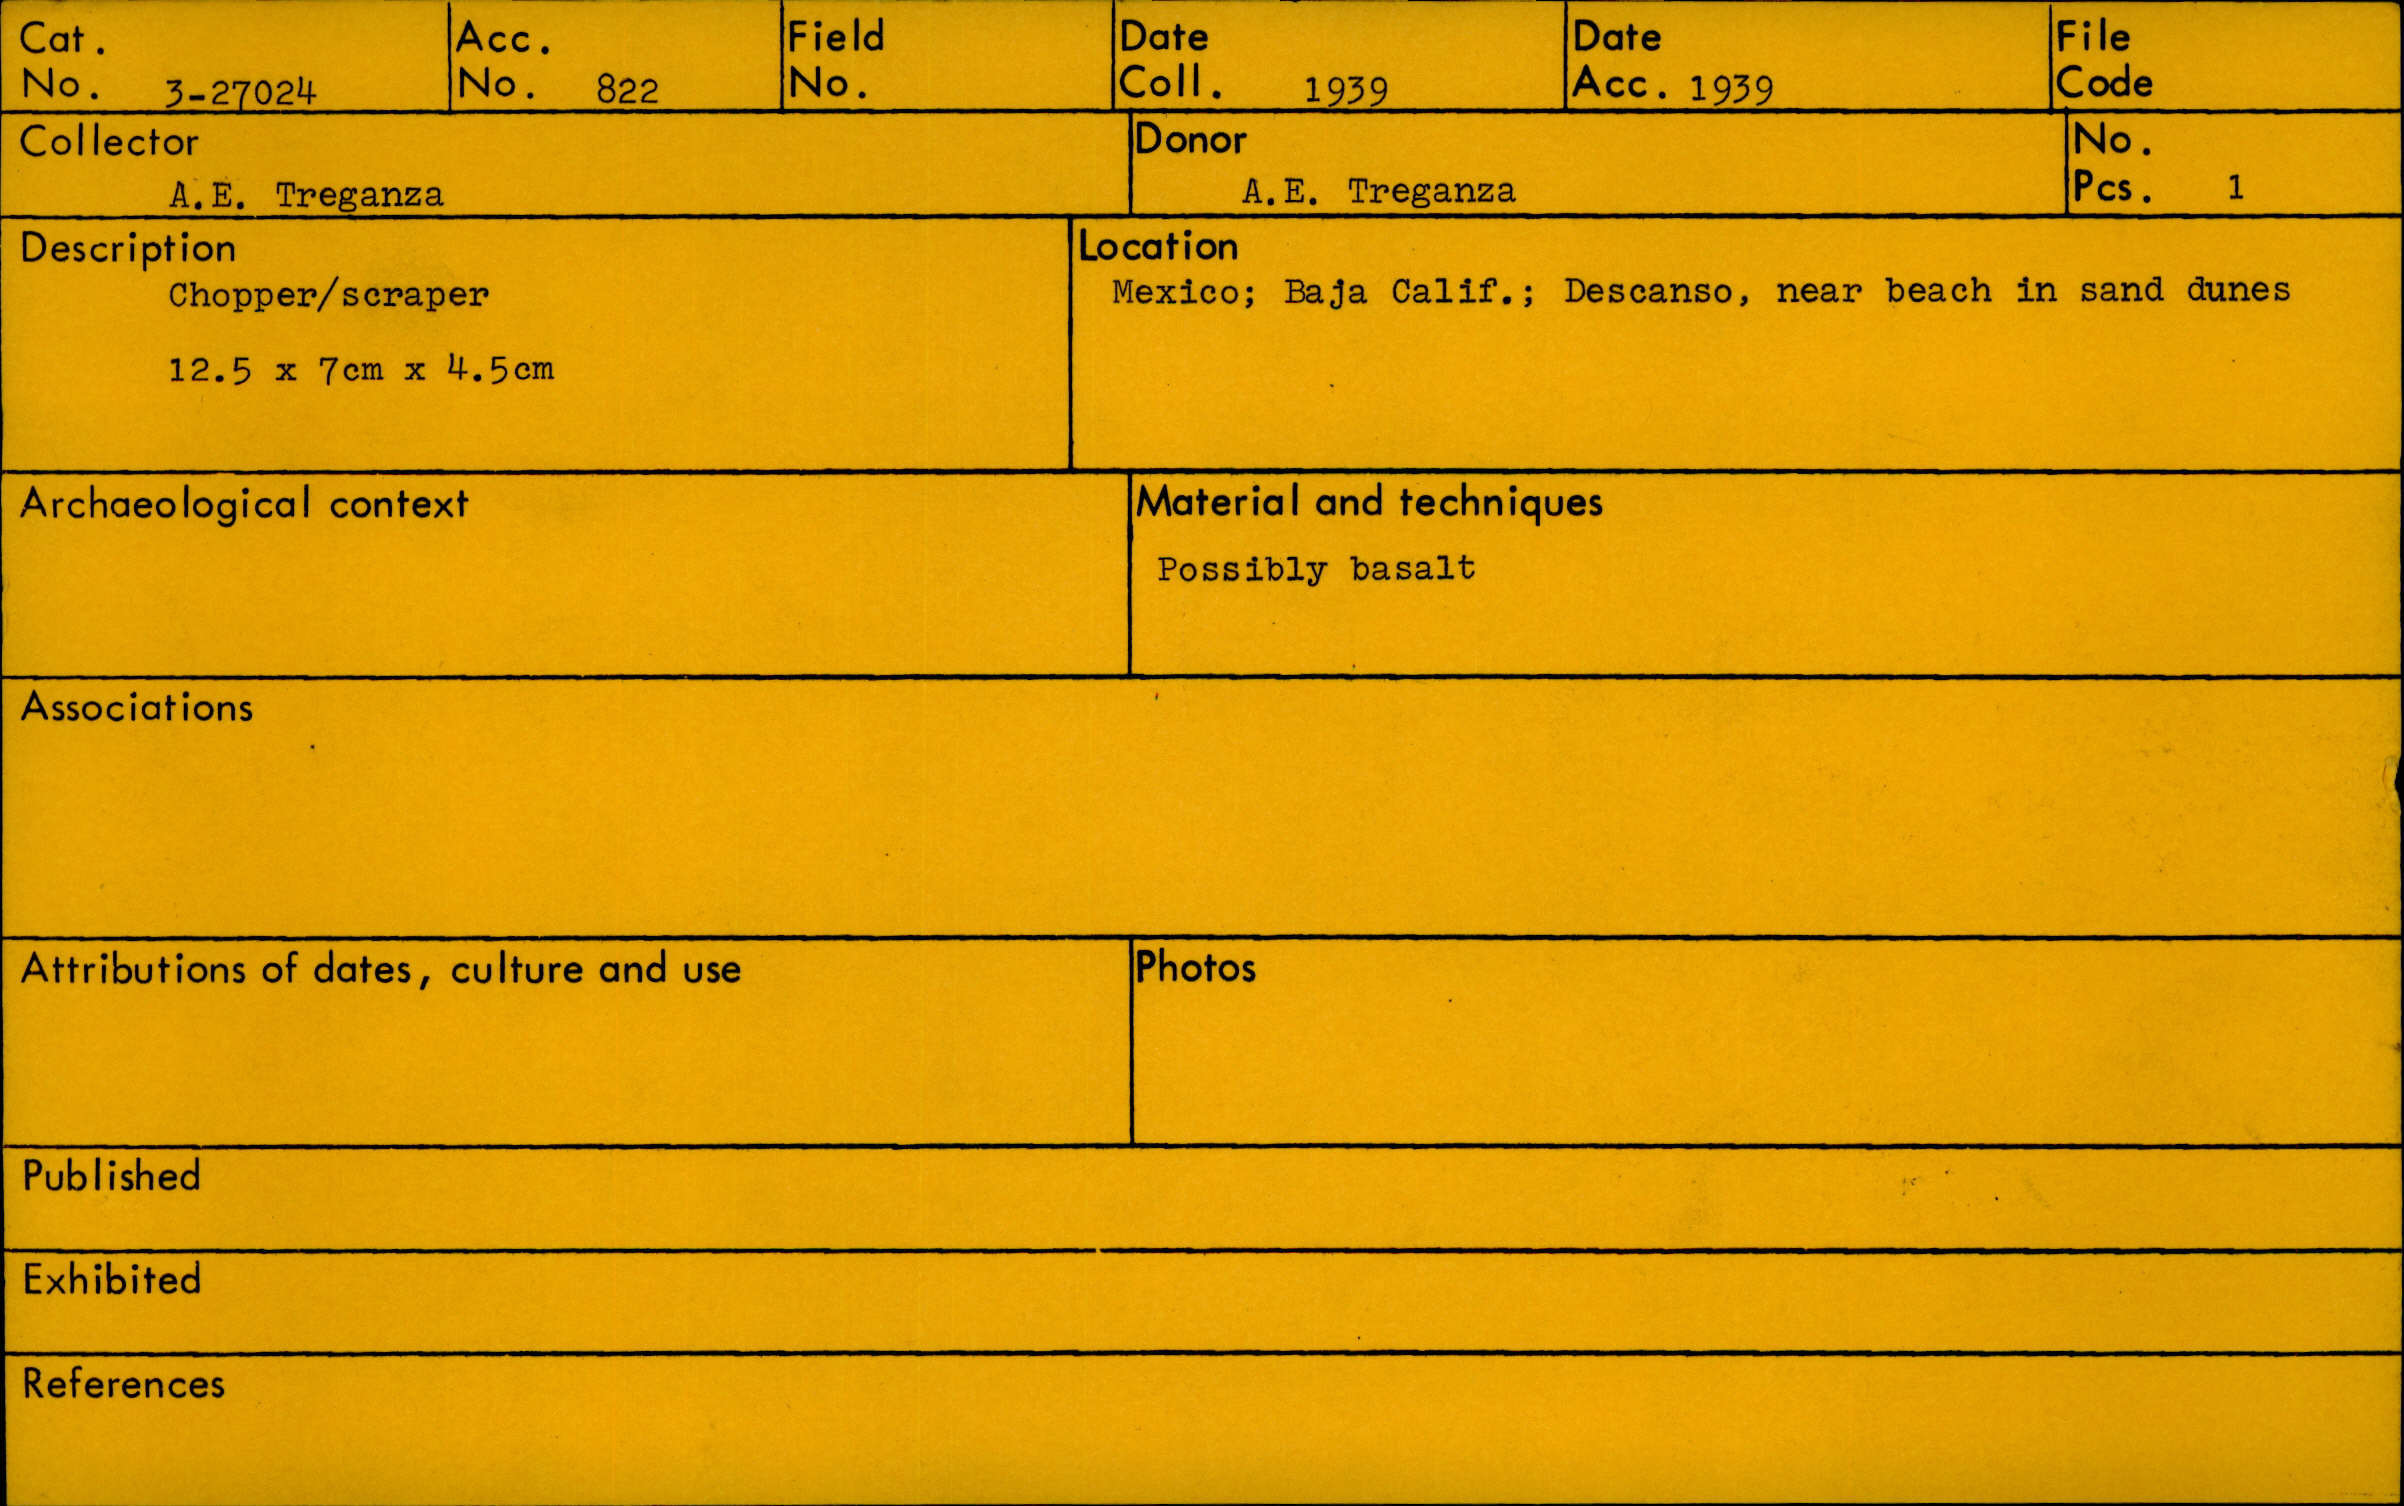 Cat.
No. 3-27024
Acc.
No. 822
Field
No.
Date
Coll. 1939
Date
Acc. 1939
File
Code
Collector
A.E. Treganza
Donor
A.E. Treganza
No.
Pcs. 1
Description
Chopper/scraper
12.5 x 7cm x 4.5cm
Location
Mexico; Baja Calif.; Descanso, near beach in sand dunes
Archaeological context
Material and techniques
Possibly basalt
Associations
Attributions of dates, culture and use
Photos
Published
Exhibited
References